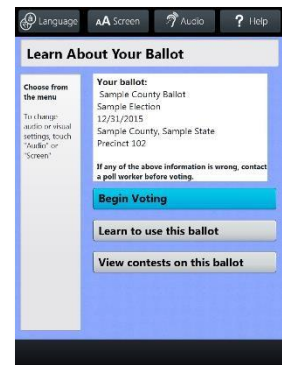 Language AA Screen Audio ? Help
Learn About Your Ballot
Choose from
the menu
To change
audio or visual
settings, touch
"Audio" or
"Screen"
Your ballot:
Sample County Ballot
Sample Election
12/31/2015
Sample County, Sample State
Precinct 102
If any of the above information is wrong, contact
a poll worker before voting.
Begin Voting
Learn to use this ballot
View contests on this ballot